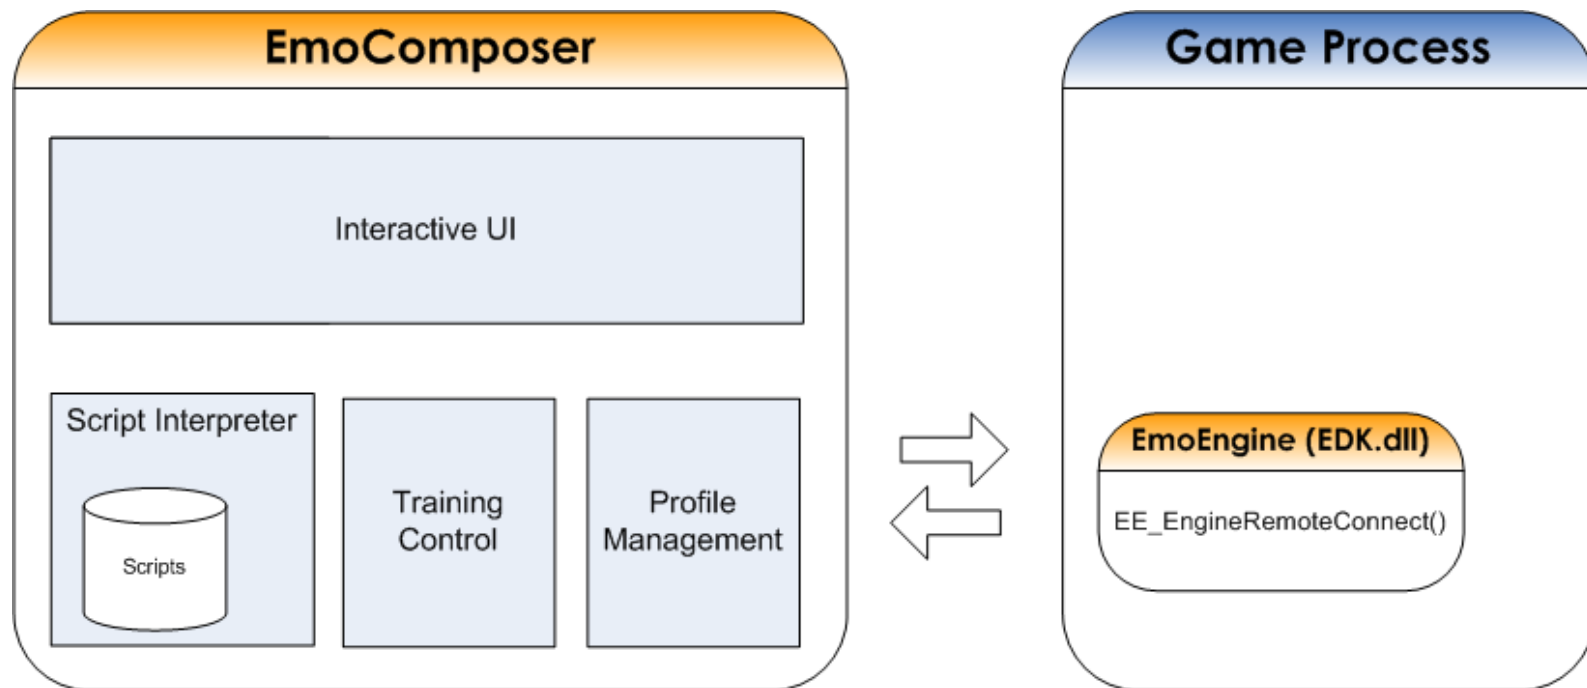 EmoComposer
Interactive UI
Script Interpreter
Scripts
Training
Control
Profile
Management
Game Process
EmoEngine (EDK.dll)
EE_EngineRemoteConnect()